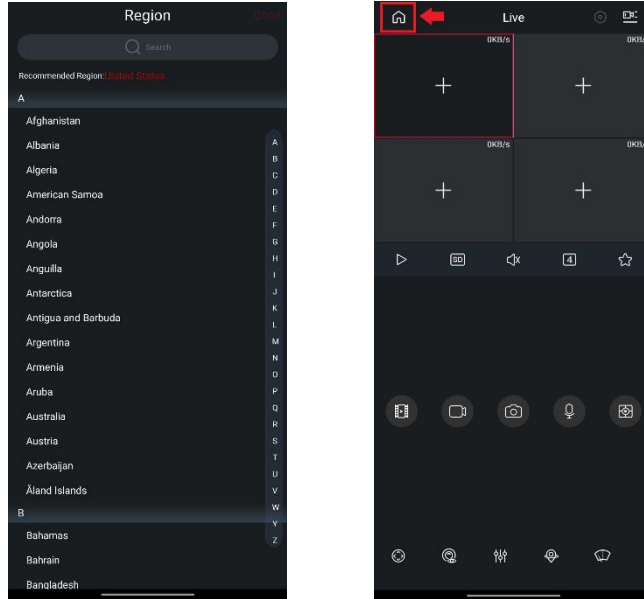 Region
Search
Recommended Region:United States
A
Afghanistan
Albania
Algeria
American Samoa
Andorra
Angola
Anguilla
Antarctica
Antigua and Barbuda
Argentina
Armenia
Aruba
Australia
Austria
Azerbaijan
Åland Islands
B
Bahamas
Bahrain
Bangladesh
A
B
C
D
E
F
G
H
I
J
K
L
M
N
O
P
Q
R
S
T
U
V
W
Y
Z
Live
0KB/s
0KB/s
0KB/s
0KB/s
SD
4